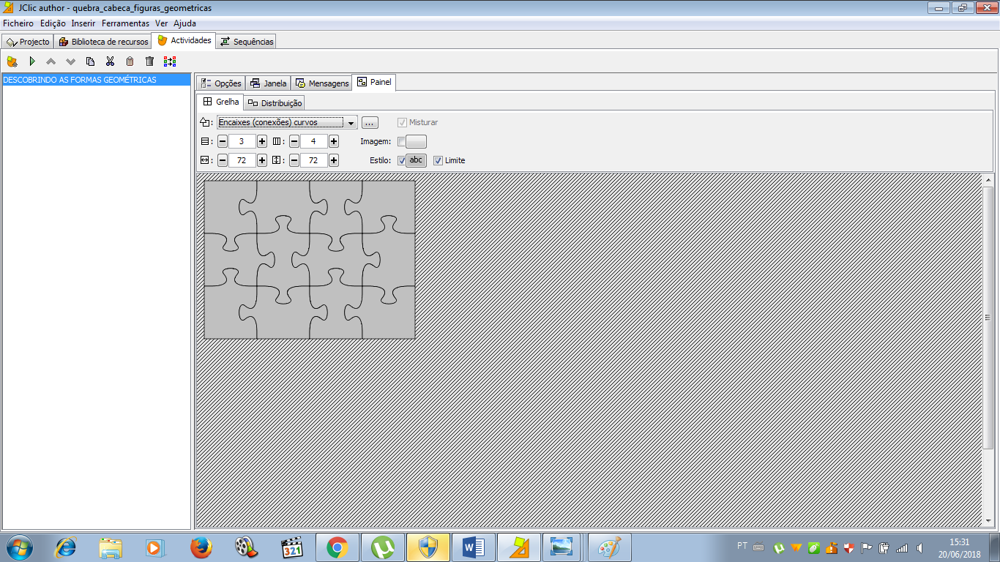 JClic author - quebra_cabeca_figuras_geometricas
Ficheiro Edição Inserir Ferramentas Ver Ajuda
Projecto Biblioteca de recursos Actividades Sequências
DESCOBRINDO AS FORMAS GEOMÉTRICAS
Opções Janela Mensagens Painel
Grelha Distribuição
: Encaixes (conexões) curvos ... Misturar
: 3 : 4 Imagem:
: 72 : 72 Estilo: abc Limite
321
PT
15:31
20/06/2018